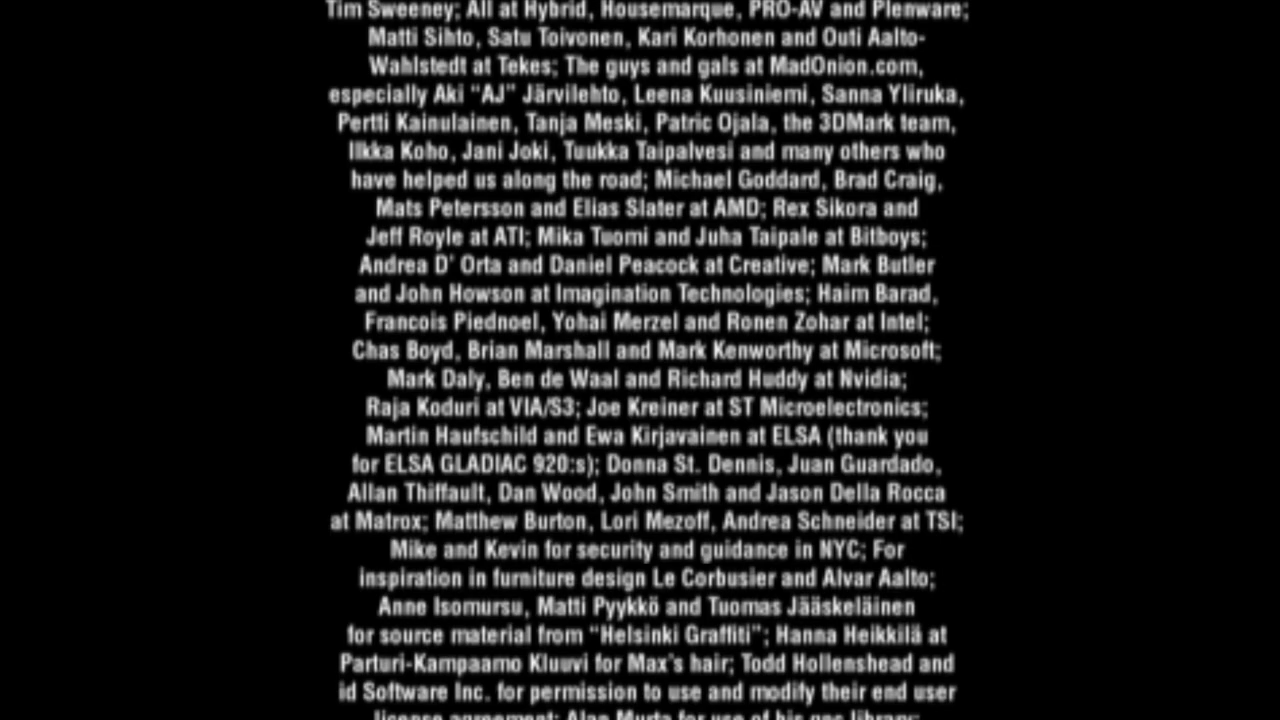 Tim Sweeney; All at Hybrid, Housemarque, PRO-AV and Plenware;
Matti Sihto, Satu Toivonen, Kari Korhonen and Outi Aalto-
Wahlstedt at Tekes; The guys and gals at MadOnion.com,
especially Aki “AJ” Järvilehto, Leena Kuusiniemi, Sanna Yliruka,
Pertti Kainulainen, Tanja Meski, Patric Ojala, the 3DMark team,
Ilkka Koho, Jani Joki, Tuukka Taipalvesi and many others who
have helped us along the road; Michael Goddard, Brad Craig,
Mats Petersson and Elias Slater at AMD; Rex Sikora and
Jeff Royle at ATI; Mika Tuomi and Juha Taipale at Bitboys;
Andrea D' Orta and Daniel Peacock at Creative; Mark Butler
and John Howson at Imagination Technologies; Haim Barad,
Francois Piednoel, Yohai Merzel and Ronen Zohar at Intel;
Chas Boyd, Brian Marshall and Mark Kenworthy at Microsoft;
Mark Daly, Ben de Waal and Richard Huddy at Nvidia;
Raja Koduri at VIA/S3; Joe Kreiner at ST Microelectronics;
Martin Haufschild and Ewa Kirjavainen at ELSA (thank you
for ELSA GLADIAC 920:s); Donna St. Dennis, Juan Guardado,
Allan Thiffault, Dan Wood, John Smith and Jason Della Rocca
at Matrox; Matthew Burton, Lori Mezoff, Andrea Schneider at TSI;
Mike and Kevin for security and guidance in NYC; For
inspiration in furniture design Le Corbusier and Alvar Aalto;
Anne Isomursu, Matti Pyykkö and Tuomas Jääskeläinen
for source material from “Helsinki Graffiti”; Hanna Heikkilä at
Parturi-Kampaamo Kluuvi for Max's hair; Todd Hollenshead and
id Software Inc. for permission to use and modify their end user
license agreement; Alan Murta for use of his gpc library;